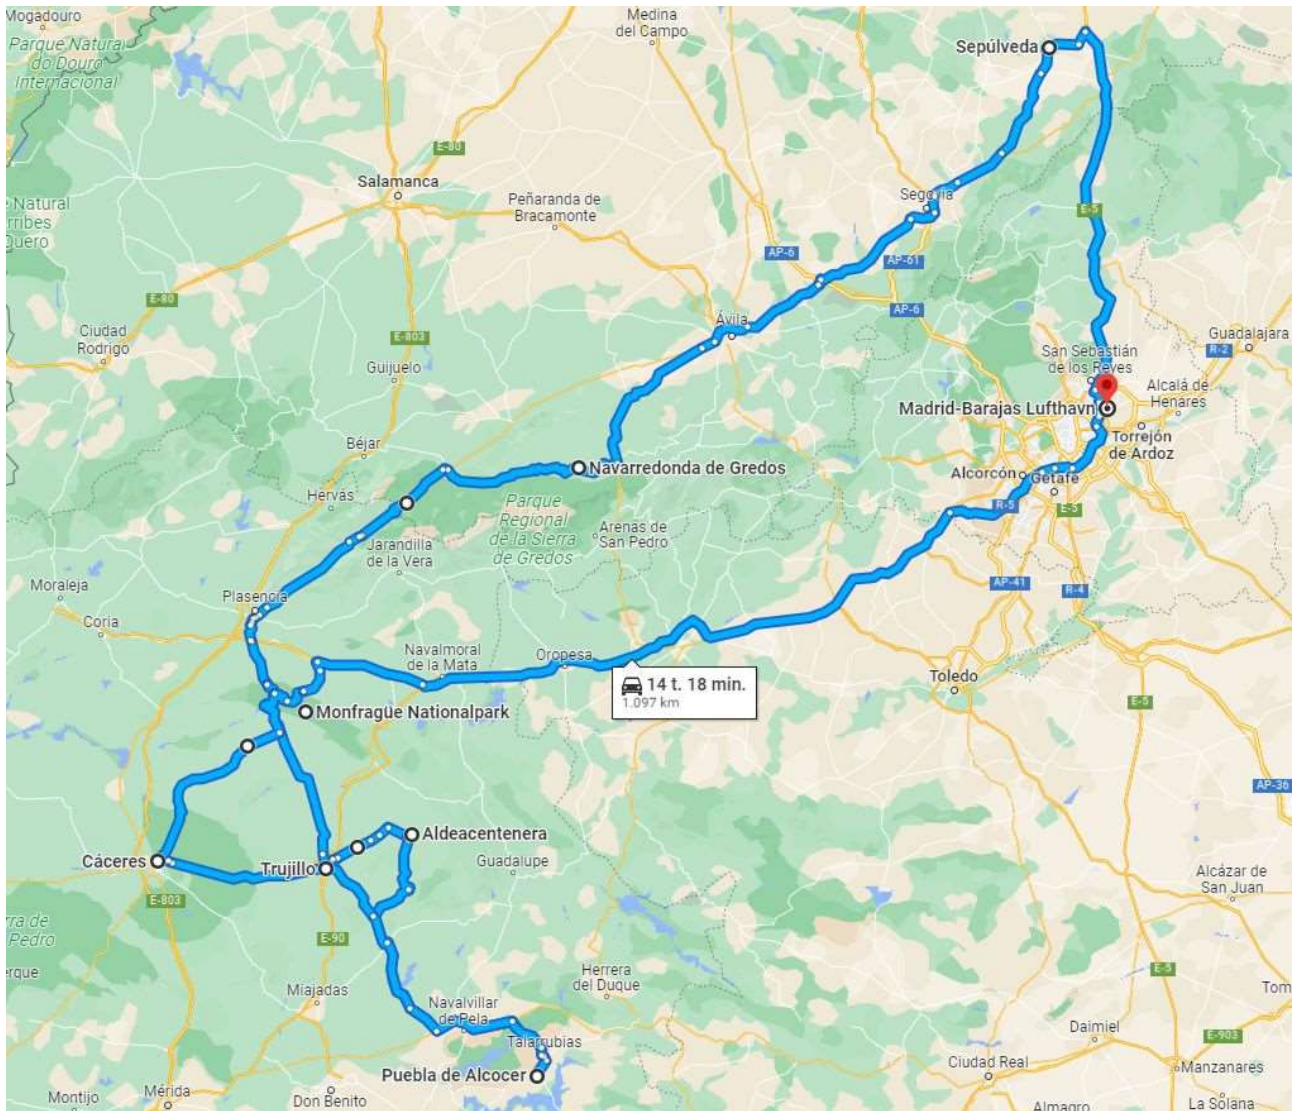 Mogadouro
Parque Natural
do Douro
Internacional
Medina
del Campo
Sepúlveda
E-80
Salamanca
Peñaranda de
Bracamonte
Segovia
E-5
e Natural
rribes
Duero
AP-6
AP-61
E-80
AP-6
Ávila
Ciudad
Rodrigo
E-803
Guijuelo
San Sebastián
de los Reyes
Guadalajara
R-2
Alcalá de
Henares
Madrid-Barajas Lufthavn
Torrejón
de Ardoz
Béjar
Navarredonda de Gredos
Alcorcón
Getafe
Hervás
Parque
Regional
de la Sierra
de Gredos
R-5
E-5
Arenas de
San Pedro
Jarandilla
de la Vera
Moraleja
AP-41
R-4
Plasencia
Coria
Navalmoral
de la Mata
Oropesa
14 t. 18 min.
1.097 km
Toledo
E-5
Monfragüe Nationalpark
AP-36
Aldeacentenera
Cáceres
Trujillo
Guadalupe
Alcázar de
San Juan
E-803
rra de
Pedro
E-90
erque
Herrera
del Duque
E-5
Tom
Miajadas
Navalvillar
de Pela
Talarrubias
Daimiel
E-903
Puebla de Alcocer
Ciudad Real
Manzanares
Mérida
Montijo
Don Benito
Almagro
La Solana